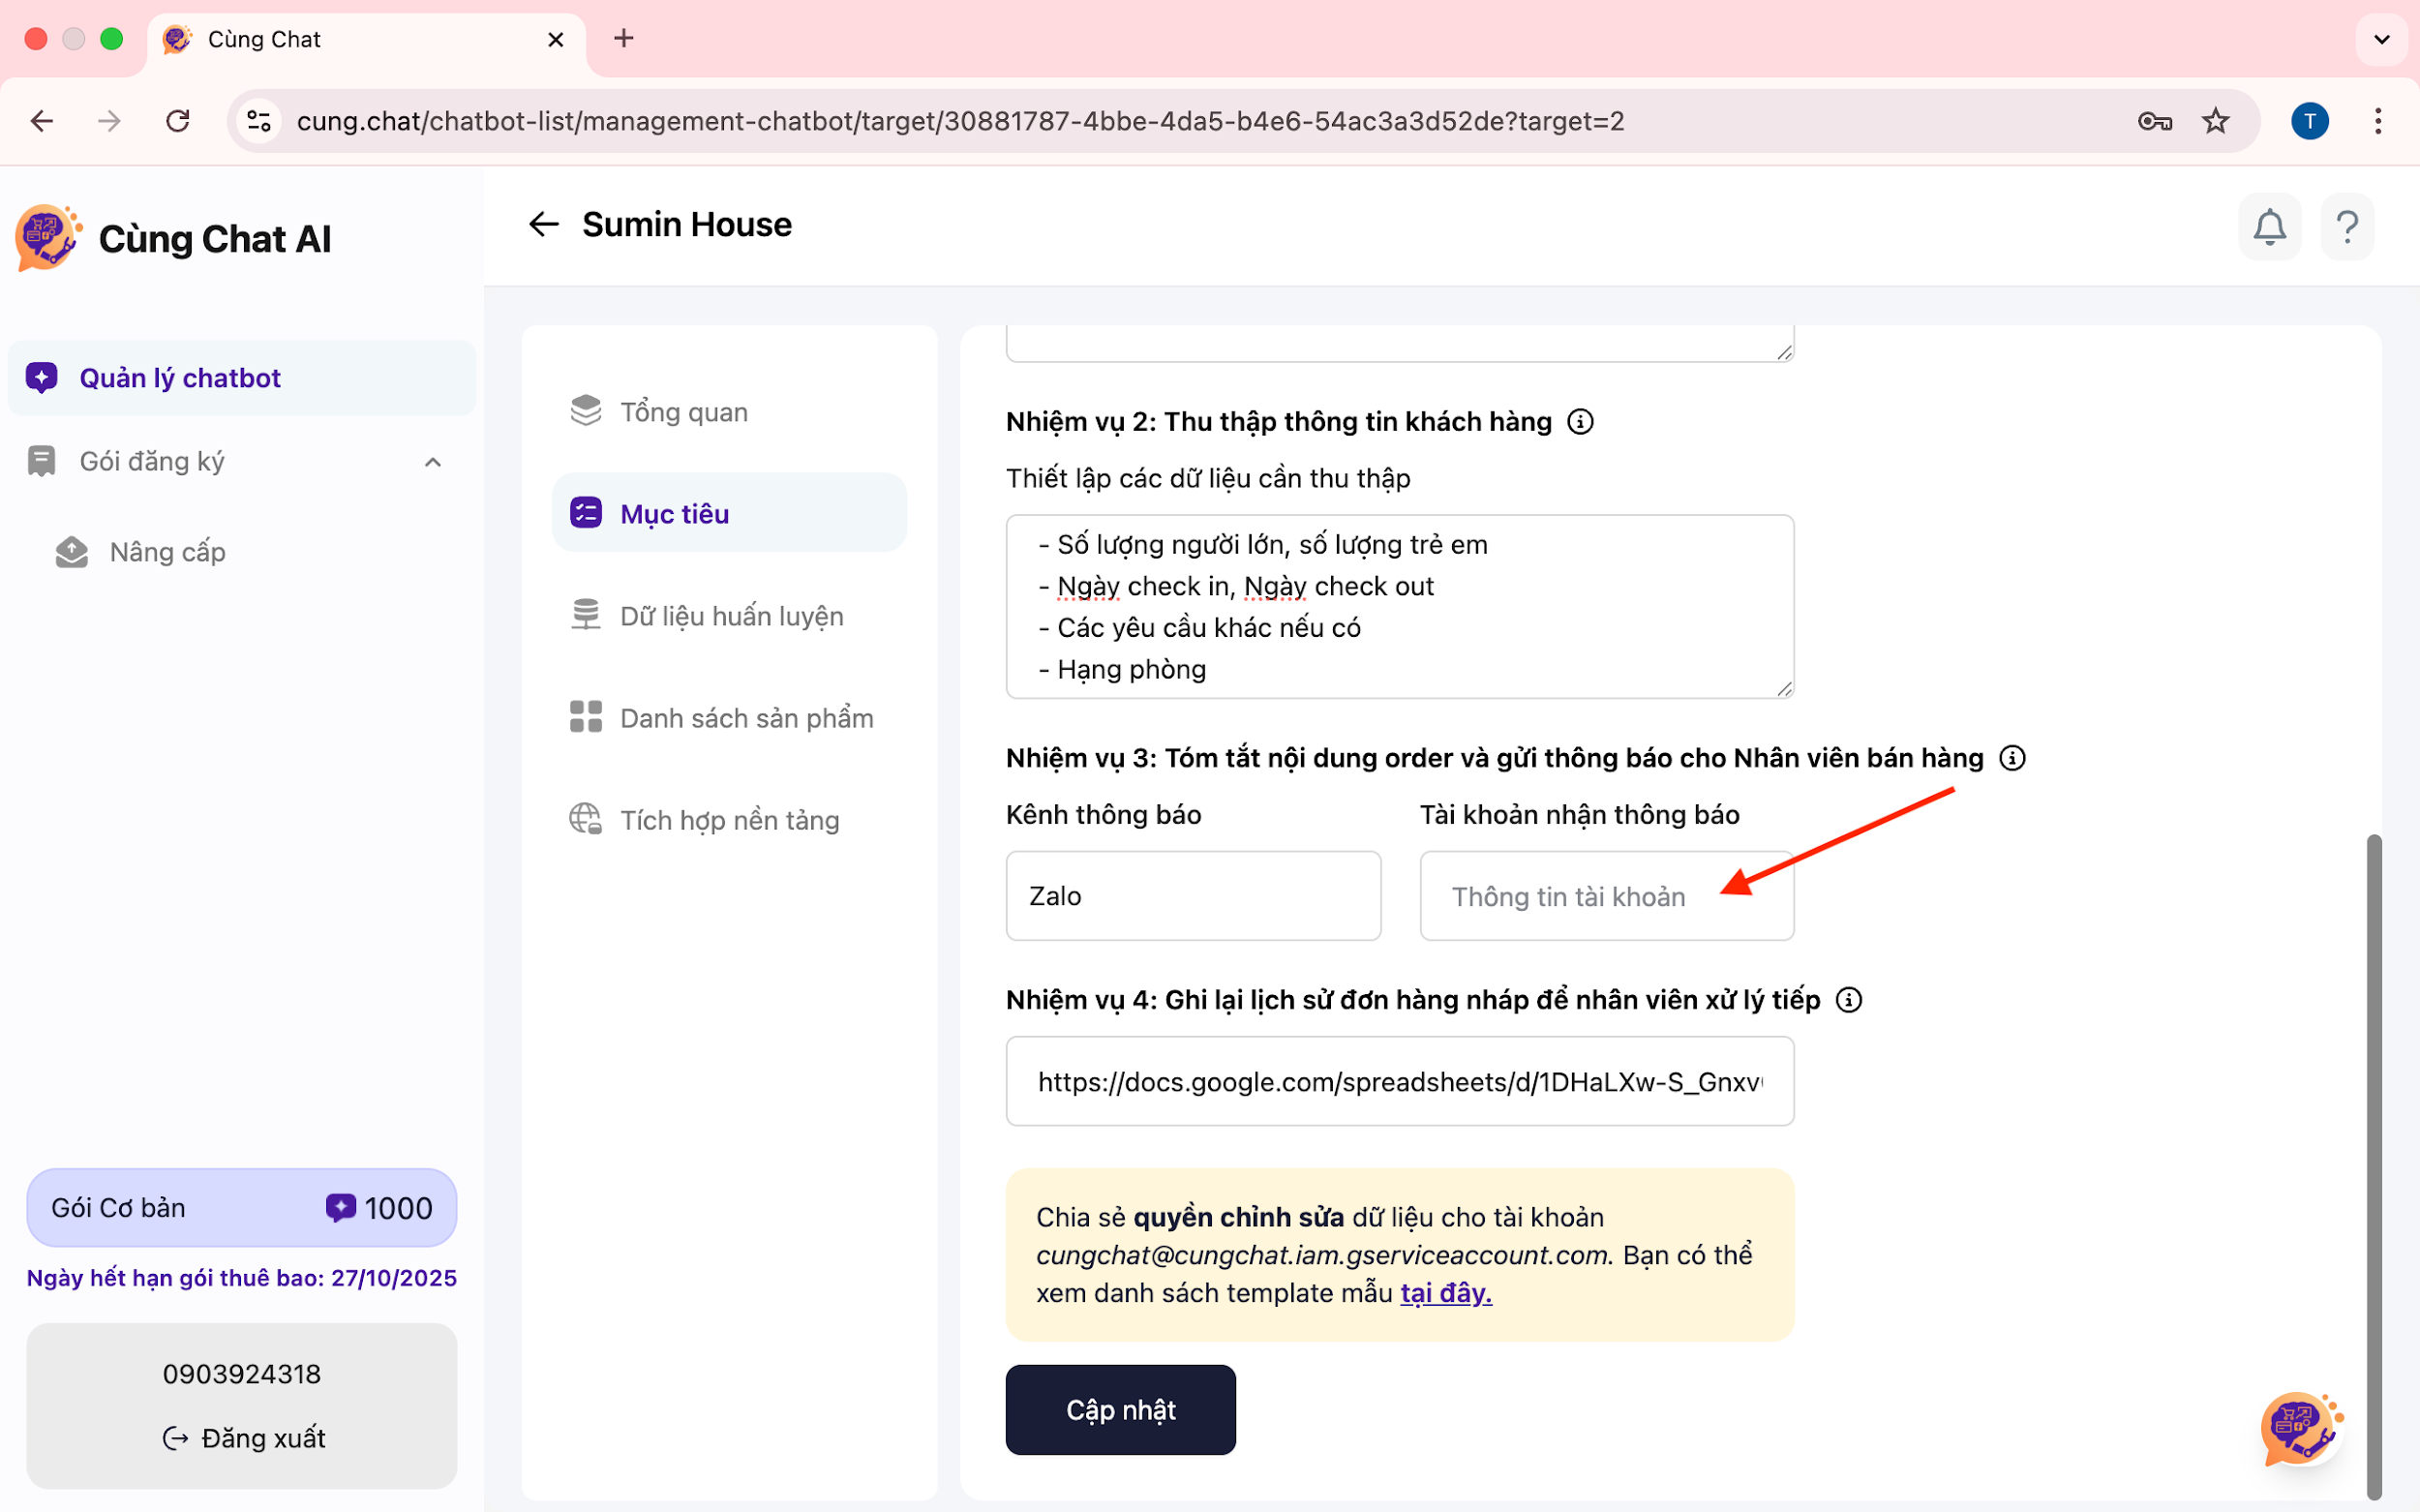 Cùng Chat
cung.chat/chatbot-list/management-chatbot/target/30881787-4bbe-4da5-b4e6-54ac3a3d52de?target=2
T
Cùng Chat AI
Sumin House
Quản lý chatbot
Gói đăng ký
Nâng cấp
Tổng quan
Mục tiêu
Dữ liệu huấn luyện
Danh sách sản phẩm
Tích hợp nền tảng
Nhiệm vụ 2: Thu thập thông tin khách hàng
Thiết lập các dữ liệu cần thu thập
- Số lượng người lớn, số lượng trẻ em
- Ngày check in, Ngày check out
- Các yêu cầu khác nếu có
- Hạng phòng
Nhiệm vụ 3: Tóm tắt nội dung order và gửi thông báo cho Nhân viên bán hàng
Kênh thông báo
Tài khoản nhận thông báo
Zalo
Thông tin tài khoản
Nhiệm vụ 4: Ghi lại lịch sử đơn hàng nháp để nhân viên xử lý tiếp
https://docs.google.com/spreadsheets/d/1DHaLXw-S_Gnxv
Chia sẻ quyền chỉnh sửa dữ liệu cho tài khoản
cungchat@cungchat.iam.gserviceaccount.com. Bạn có thể
xem danh sách template mẫu tại đây.
Cập nhật
Gói Cơ bản
1000
Ngày hết hạn gói thuê bao: 27/10/2025
0903924318
Đăng xuất